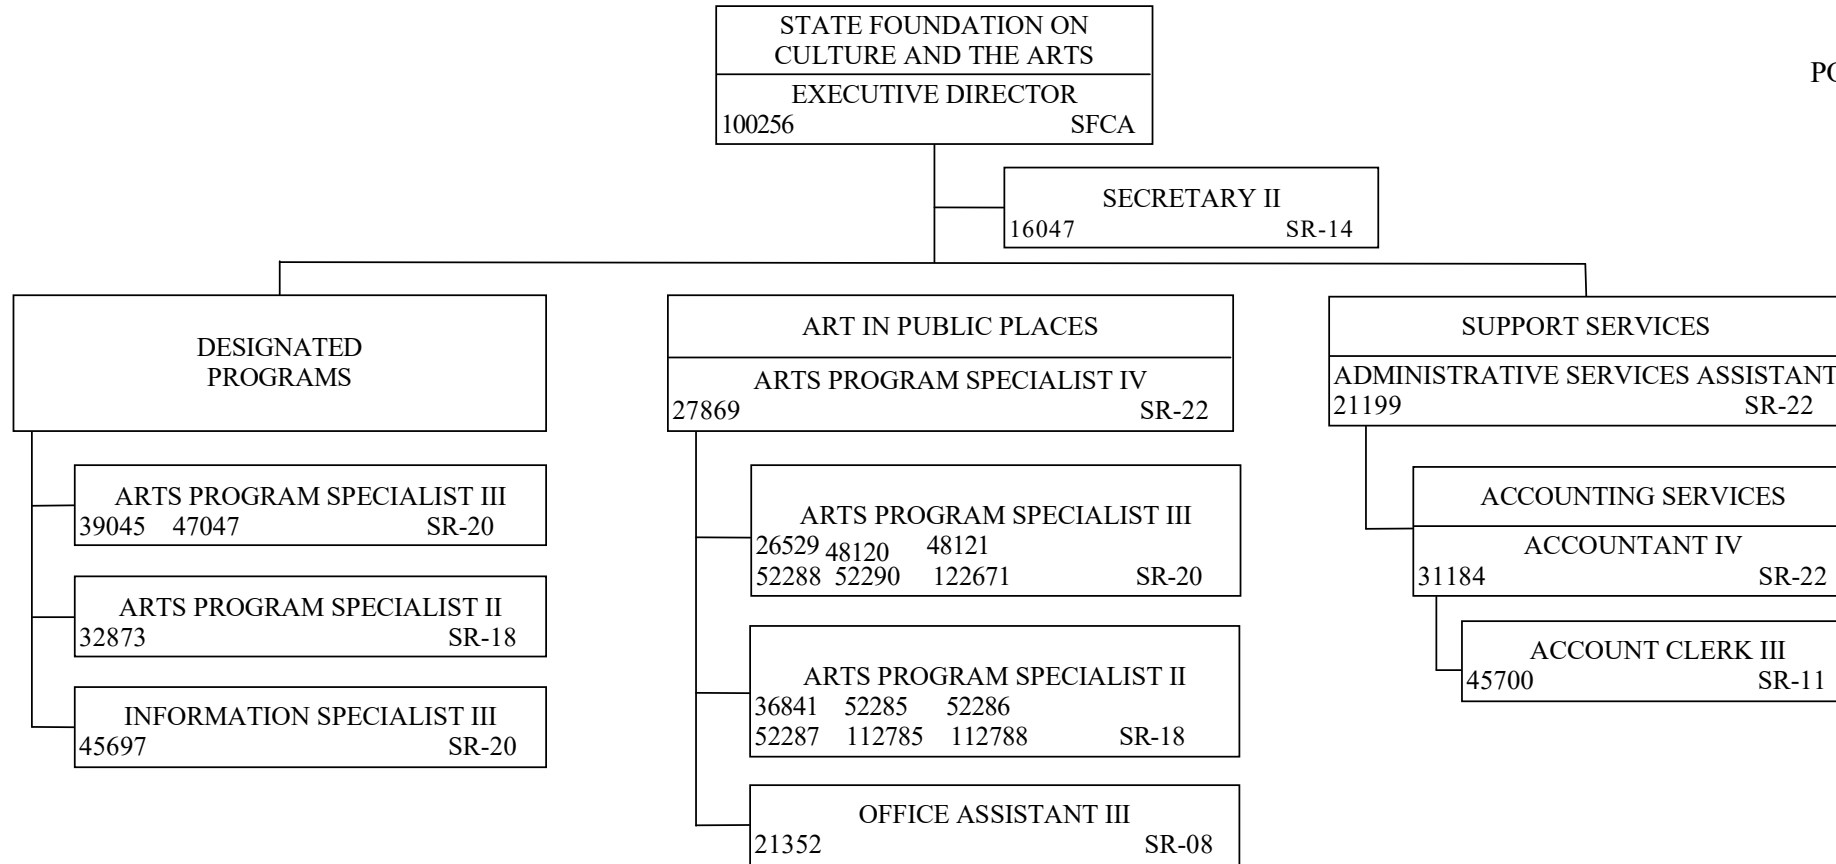 STATE FOUNDATION ON
CULTURE AND THE ARTS
EXECUTIVE DIRECTOR
100256 SFCA
PO
SECRETARY II
16047 SR-14
DESIGNATED
PROGRAMS
ARTS PROGRAM SPECIALIST III
39045 47047 SR-20
ARTS PROGRAM SPECIALIST II
32873 SR-18
INFORMATION SPECIALIST III
45697 SR-20
ART IN PUBLIC PLACES
ARTS PROGRAM SPECIALIST IV
27869 SR-22
ARTS PROGRAM SPECIALIST III
26529 48120 48121
52288 52290 122671 SR-20
ARTS PROGRAM SPECIALIST II
36841 52285 52286
52287 112785 112788 SR-18
OFFICE ASSISTANT III
21352 SR-08
SUPPORT SERVICES
ADMINISTRATIVE SERVICES ASSISTANT
21199 SR-22
ACCOUNTING SERVICES
ACCOUNTANT IV
31184 SR-22
ACCOUNT CLERK III
45700 SR-11